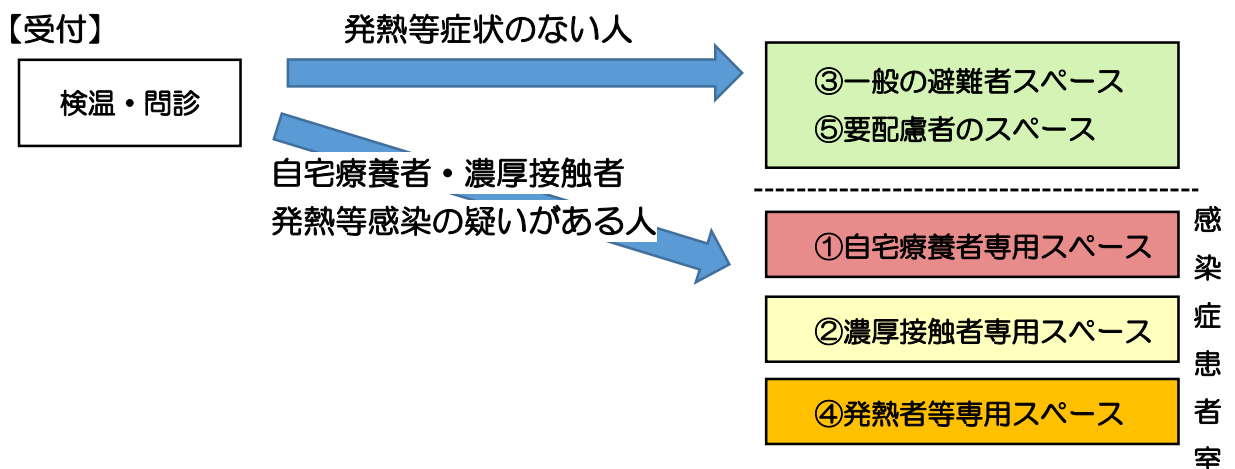 【受付】
検温・問診
発熱等症状のない人
自宅療養者・濃厚接触者
発熱等感染の疑いがある人
③一般の避難者スペース
⑤要配慮者のスペース
①自宅療養者専用スペース
②濃厚接触者専用スペース
④発熱者等専用スペース
感染症患者室